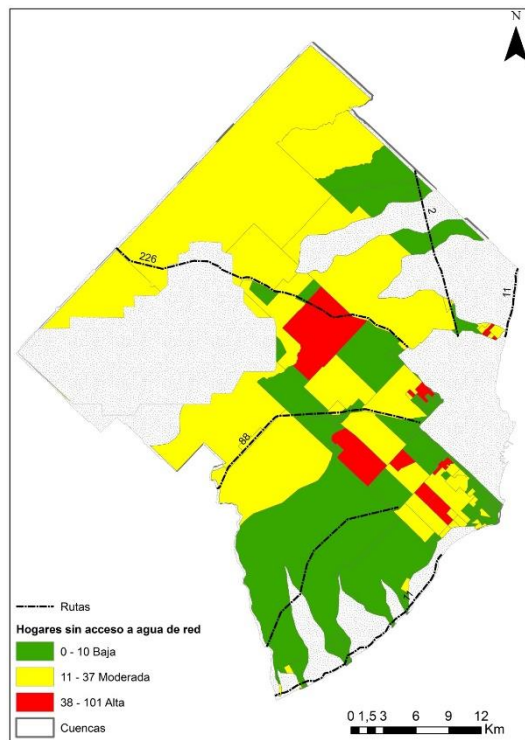 N
2
226
11
88
11
Rutas
Hogares sin acceso a agua de red
0 - 10 Baja
11 - 37 Moderada
38 - 101 Alta
Cuencas
0 1,5 3 6 9 12
Km